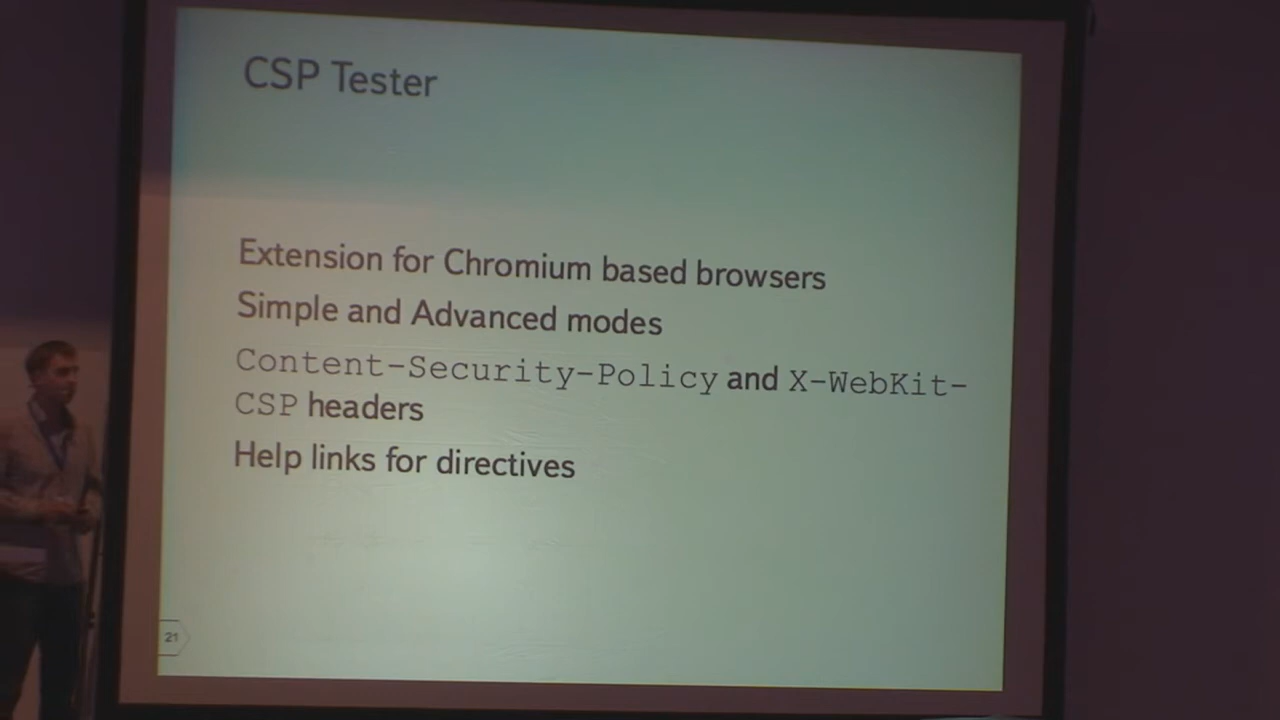 CSP Tester
Extension for Chromium based browsers
Simple and Advanced modes
Content-Security-Policy and X-WebKit-
CSP headers
Help links for directives
21